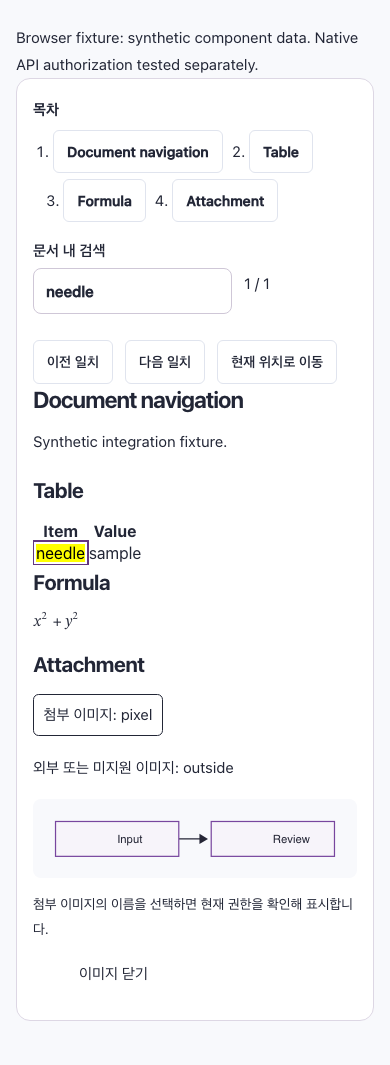 Browser fixture: synthetic component data. Native
API authorization tested separately.
목차
1. Document navigation 2. Table
3. Formula 4. Attachment
문서 내 검색
needle 1 / 1
이전 일치 다음 일치 현재 위치로 이동
Document navigation
Synthetic integration fixture.
Table
Item Value
needle sample
Formula
x² + y²
Attachment
첨부 이미지: pixel
외부 또는 미지원 이미지: outside
Input Review
첨부 이미지의 이름을 선택하면 현재 권한을 확인해 표시합니
다.
이미지 닫기